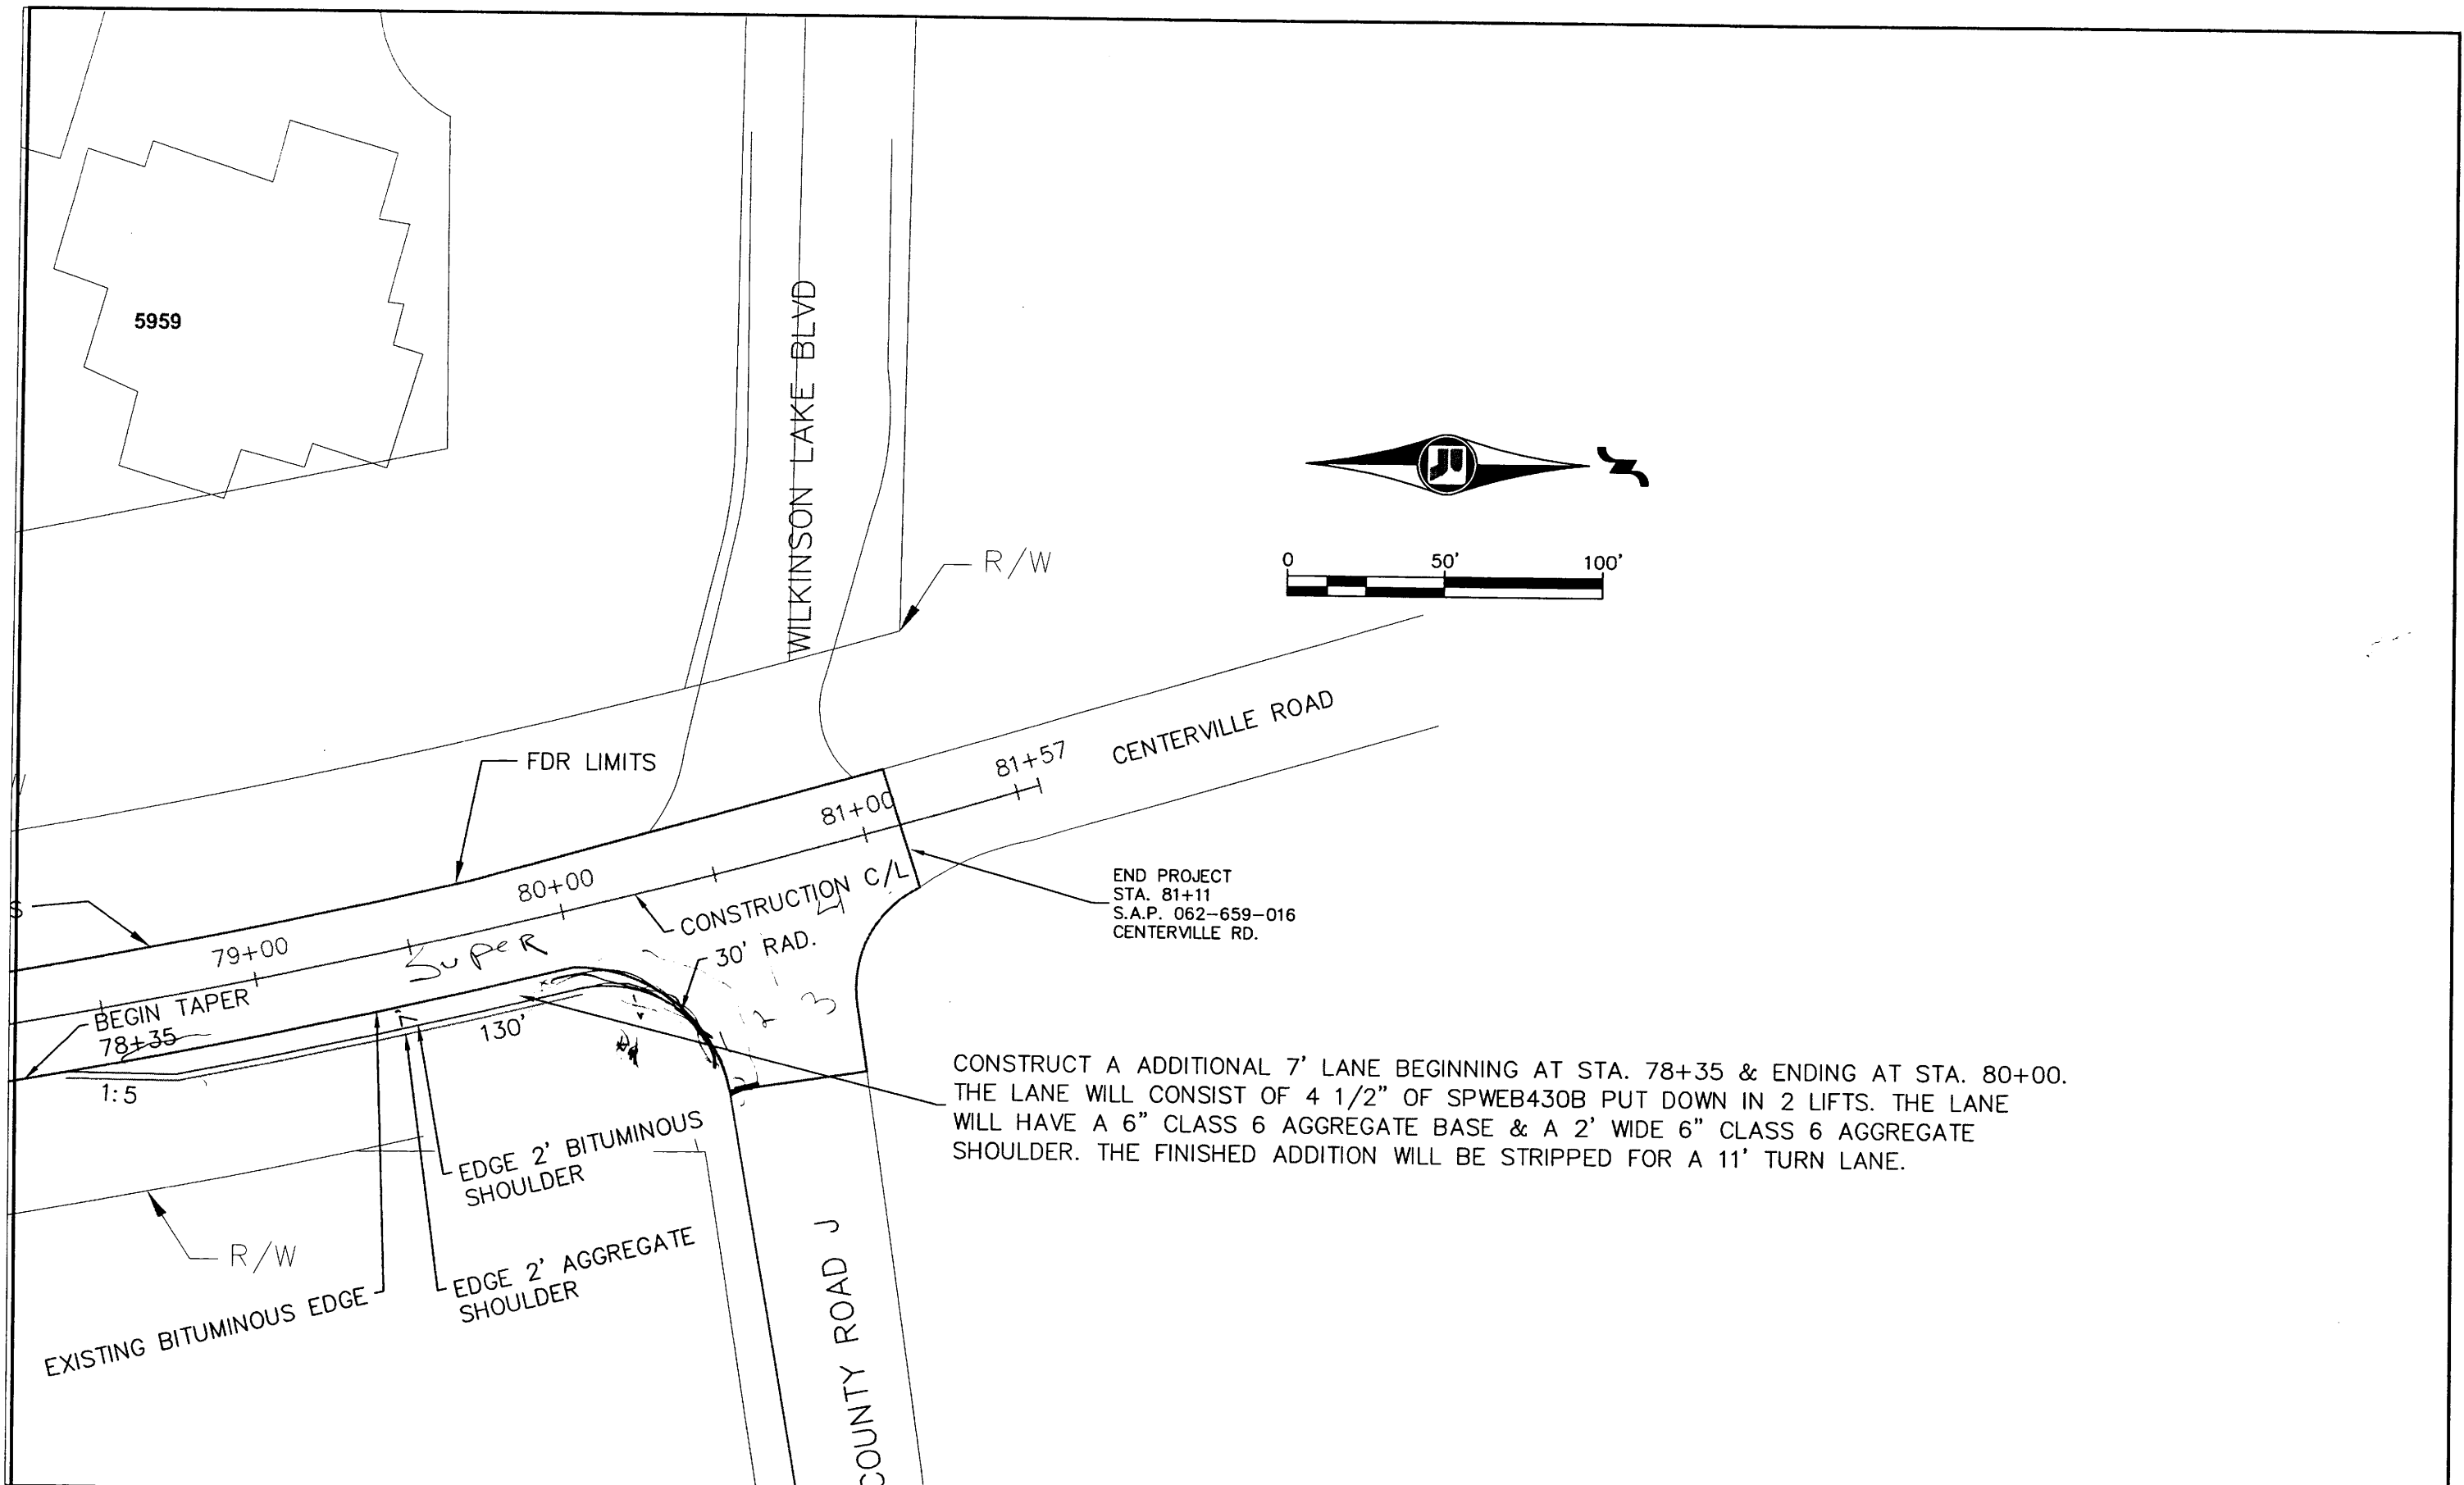 5959
WILKINSON LAKE BLVD
R/W
0 50' 100'
FDR LIMITS
CENTERVILLE ROAD
81+57
81+00
80+00
79+00
S
CONSTRUCTION C/L
30' RAD.
Super
4
2
3
END PROJECT
STA. 81+11
S.A.P. 062-659-016
CENTERVILLE RD.
BEGIN TAPER
78+35
1:5
7'
130'
CONSTRUCT A ADDITIONAL 7' LANE BEGINNING AT STA. 78+35 & ENDING AT STA. 80+00.
THE LANE WILL CONSIST OF 4 1/2" OF SPWEB430B PUT DOWN IN 2 LIFTS. THE LANE
WILL HAVE A 6" CLASS 6 AGGREGATE BASE & A 2' WIDE 6" CLASS 6 AGGREGATE
SHOULDER. THE FINISHED ADDITION WILL BE STRIPPED FOR A 11' TURN LANE.
EDGE 2' BITUMINOUS
SHOULDER
R/W
EDGE 2' AGGREGATE
SHOULDER
EXISTING BITUMINOUS EDGE
COUNTY ROAD J